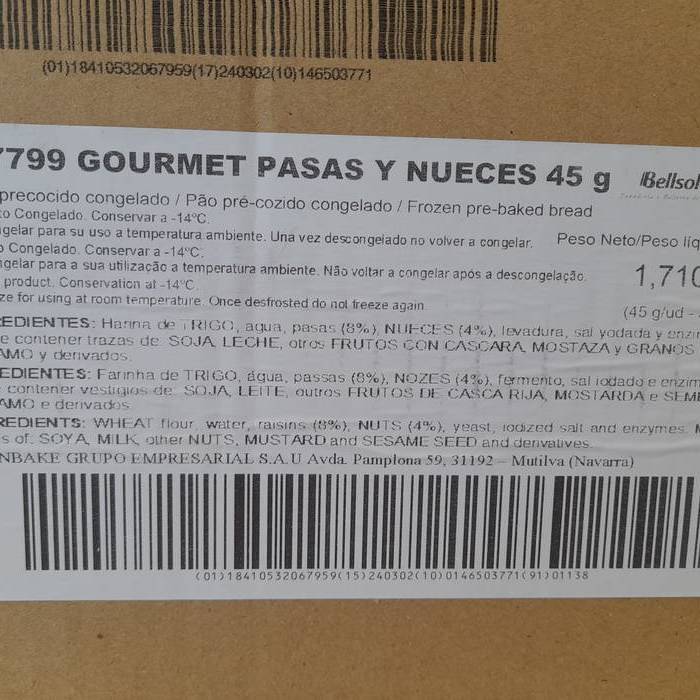 (01)18410532067959(17)240302(10)146503771
7799 GOURMET PASAS Y NUECES 45 g
Bellsol
precocido congelado / Pão pré-cozido congelado / Frozen pre-baked bread
to Congelado. Conservar a -14ºC.
ngelar para su uso a temperatura ambiente. Una vez descongelado no volver a congelar.
Peso Neto/Peso líq
o Congelado. Conservar a -14ºC.
ngelar para a sua utilização a temperatura ambiente. Não voltar a congelar após a descongelação.
1,710
product. Conservation at -14ºC.
ze for using at room temperature. Once desfrosted do not freeze again.
(45 g/ud -
REDIENTES: Harina de TRIGO, agua, pasas (8%), NUECES (4%), levadura, sal yodada y enzim
e contener trazas de: SOJA, LECHE, otros FRUTOS CON CASCARA, MOSTAZA y GRANOS
AMO y derivados.
EDIENTES: Farinha de TRIGO, água, passas (8%), NOZES (4%), fermento, sal iodado e enzim
contener vestigios de: SOJA, LEITE, outros FRUTOS DE CASCA RIJA, MOSTARDA e SEME
AMO e derivados.
REDIENTS: WHEAT flour, water, raisins (8%), NUTS (4%), yeast, iodized salt and enzymes. M
s of: SOYA, MILK, other NUTS, MUSTARD and SESAME SEED and derivatives.
NBAKE GRUPO EMPRESARIAL S.A.U Avda. Pamplona 59, 31192 – Mutilva (Navarra)
(01)18410532067959(15)240302(10)0146503771(91)01138